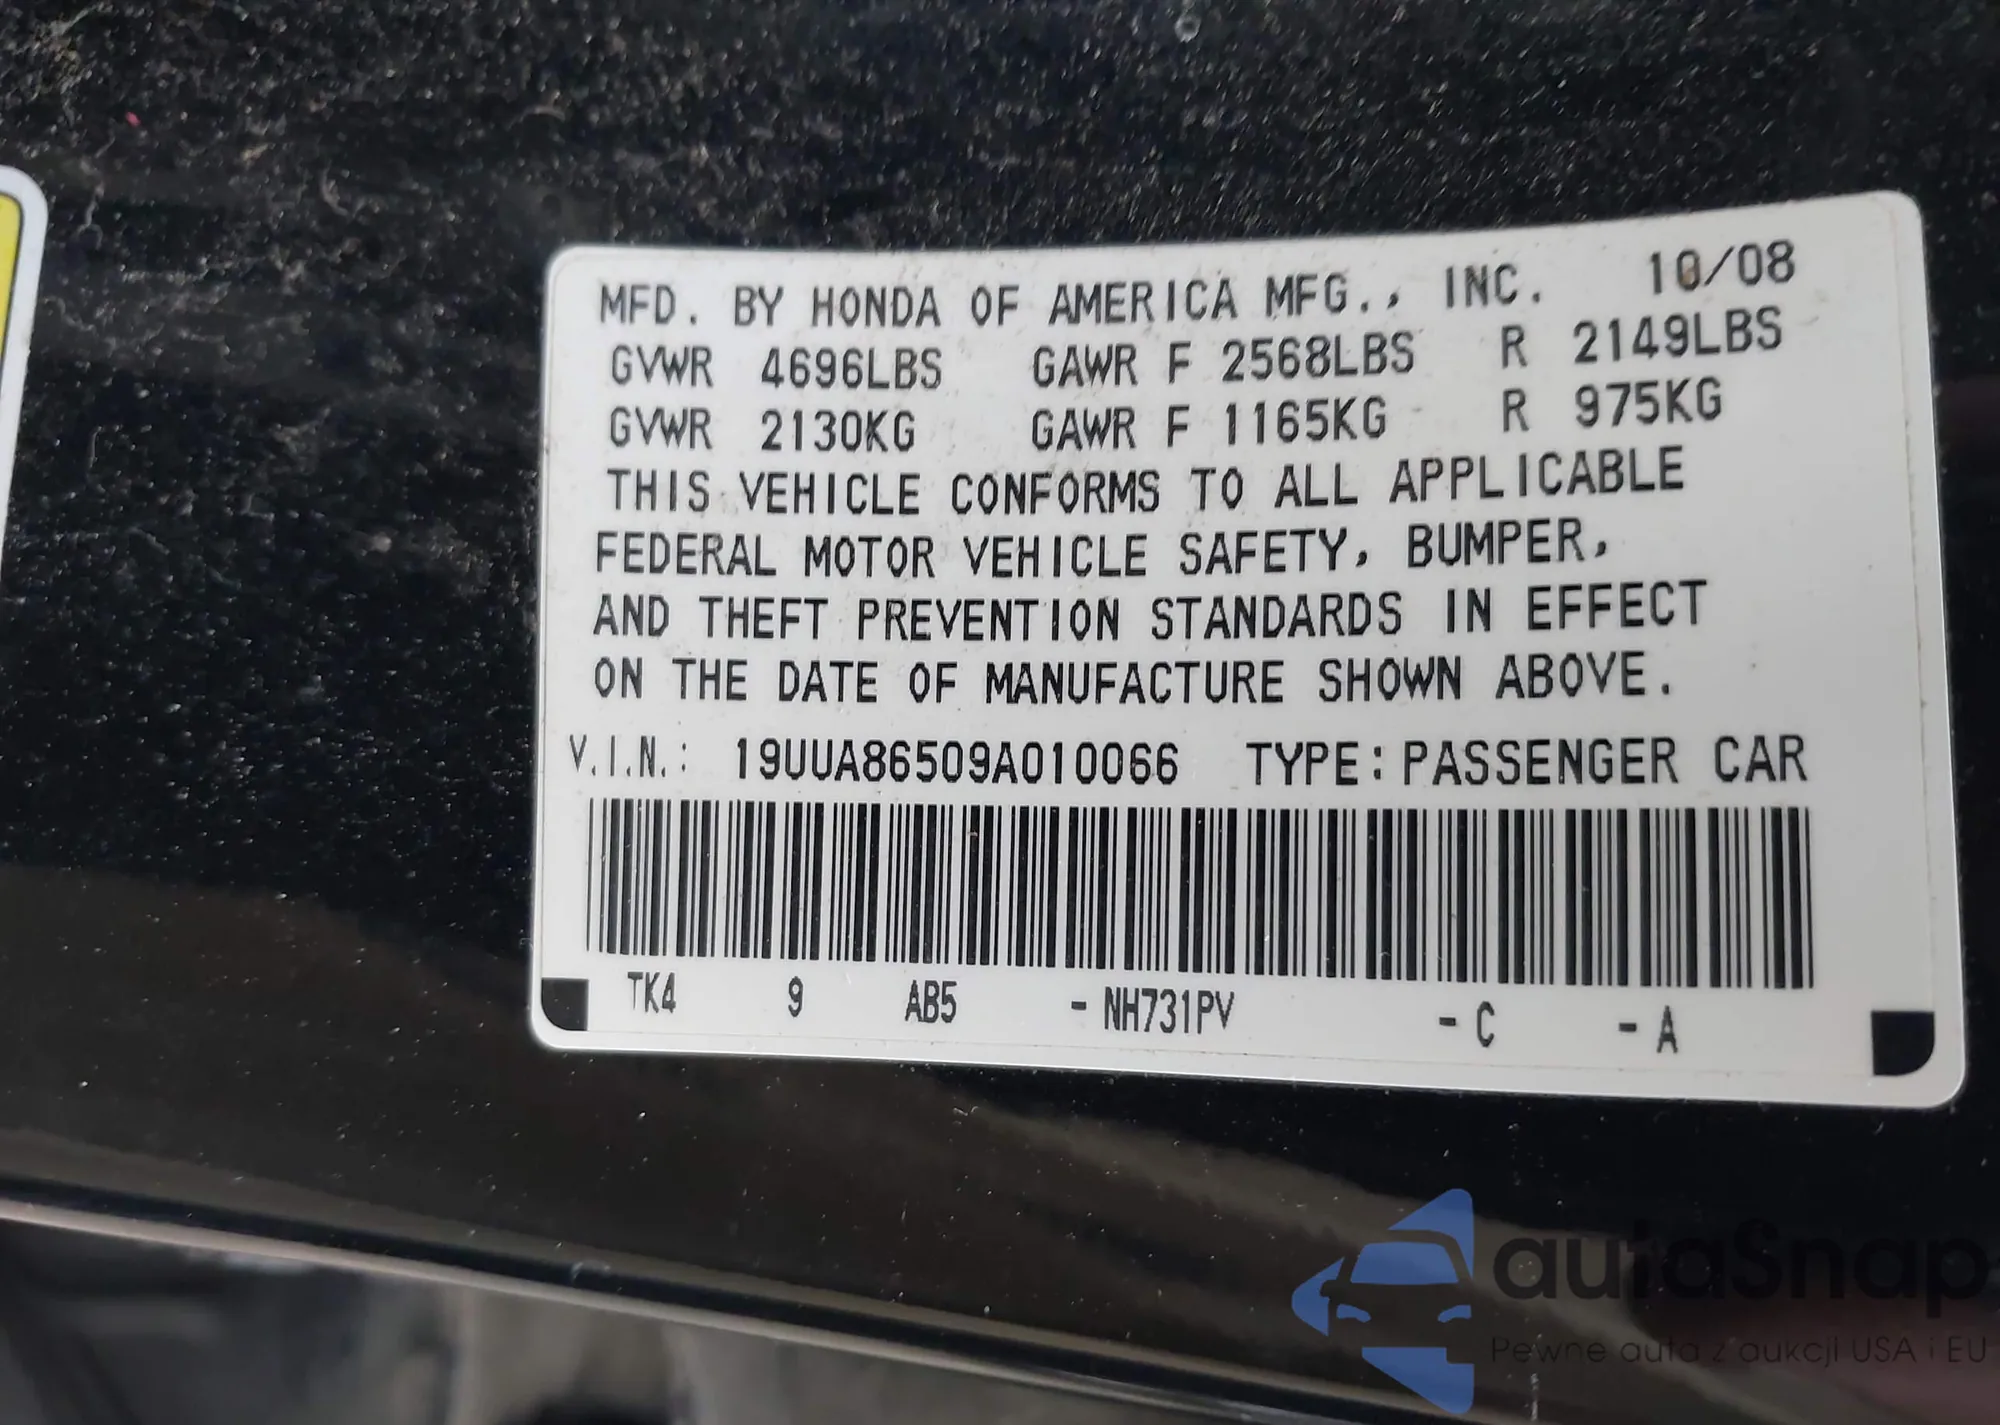 MFD. BY HONDA OF AMERICA MFG., INC. 10/08
GVWR 4696LBS GAWR F 2568LBS R 2149LBS
GVWR 2130KG GAWR F 1165KG R 975KG
THIS VEHICLE CONFORMS TO ALL APPLICABLE
FEDERAL MOTOR VEHICLE SAFETY, BUMPER,
AND THEFT PREVENTION STANDARDS IN EFFECT
ON THE DATE OF MANUFACTURE SHOWN ABOVE.
V.I.N.: 19UUA86509A010066 TYPE:PASSENGER CAR
TK4 9 AB5 -NH731PV -C -A
autaSnap
Pewne auta z aukcji USA i EU